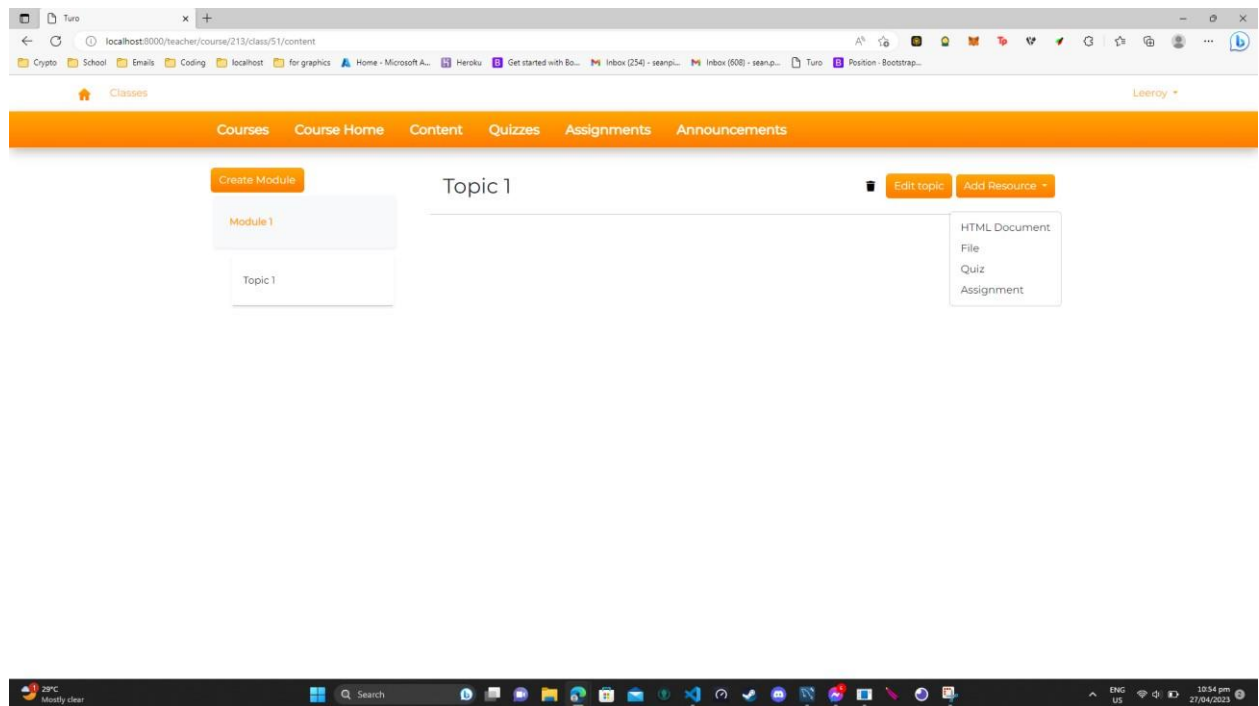 Turo
localhost:8000/teacher/course/213/class/51/content
Crypto School Emails Coding localhost for graphics Home - Microsoft A... Heroku Get started with Bo... Inbox (254) - seanpi... Inbox (608) - sean.p... Turo Position · Bootstrap...
Classes Leeroy
Courses Course Home Content Quizzes Assignments Announcements
Create Module
Topic 1
Edit topic Add Resource
Module 1
HTML Document
File
Quiz
Assignment
Topic 1
29°C
Mostly clear
Search
ENG
US
10:54 pm
27/04/2023